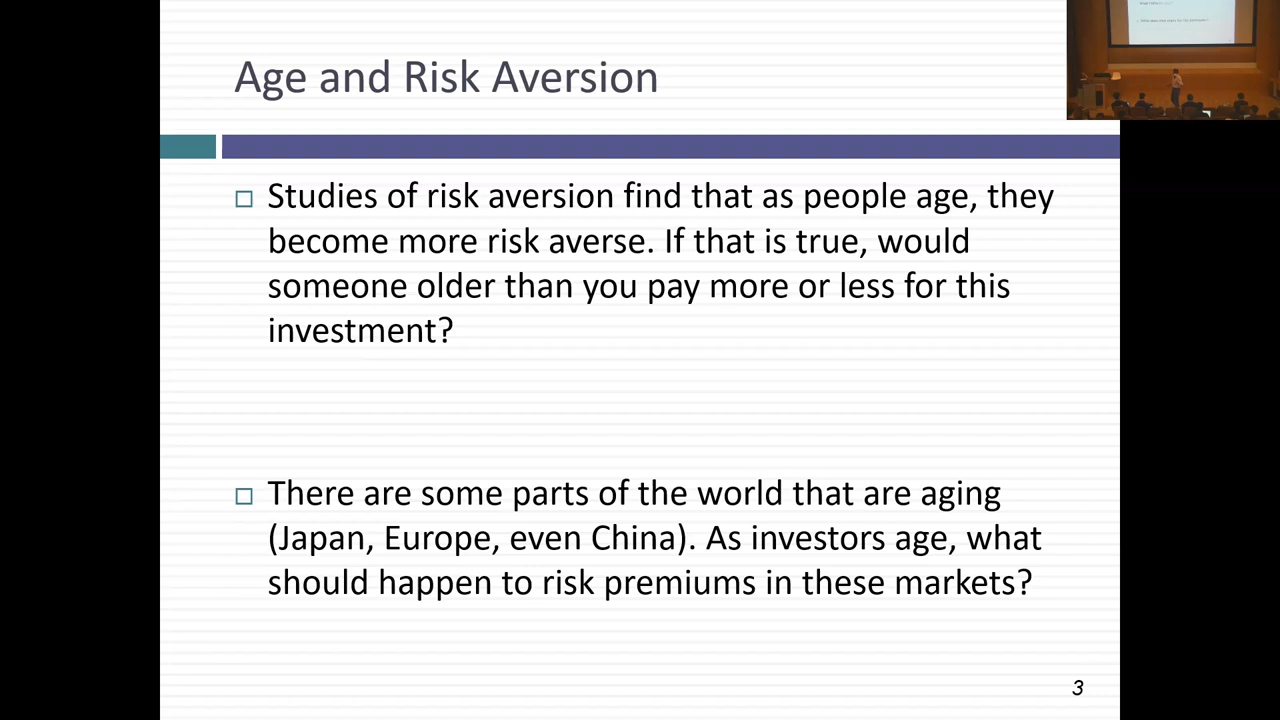 Age and Risk Aversion
Studies of risk aversion find that as people age, they
become more risk averse. If that is true, would
someone older than you pay more or less for this
investment?
There are some parts of the world that are aging
(Japan, Europe, even China). As investors age, what
should happen to risk premiums in these markets?
3